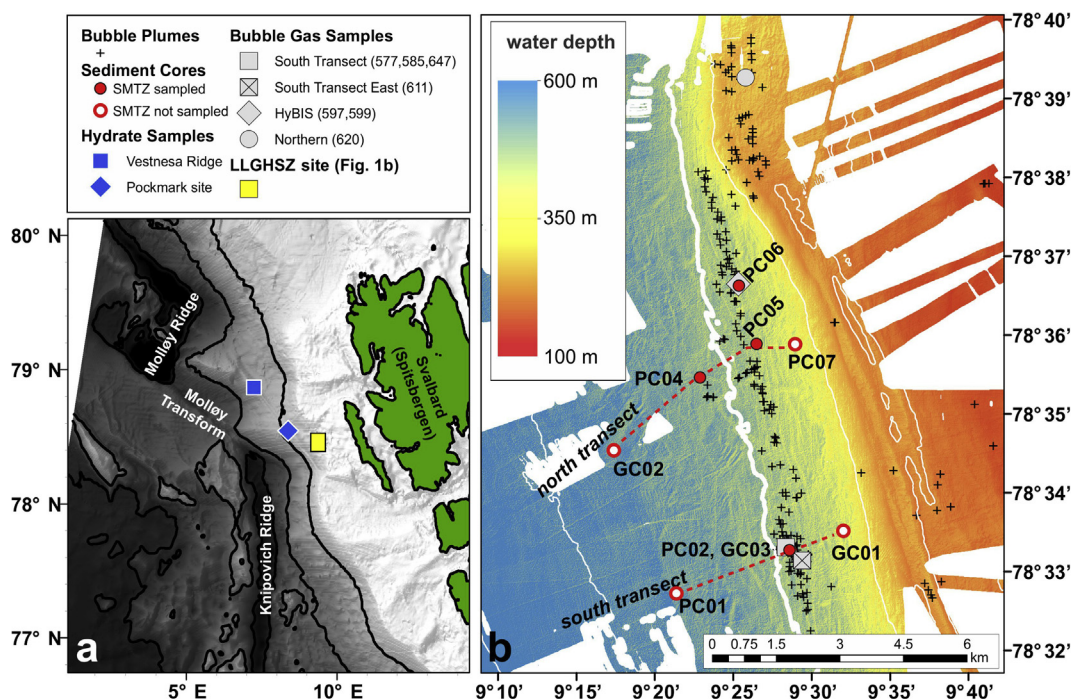 Bubble Plumes
Sediment Cores
SMTZ sampled
SMTZ not sampled
Hydrate Samples
Vestnesa Ridge
Pockmark site
Bubble Gas Samples
South Transect (577,585,647)
South Transect East (611)
HyBIS (597,599)
Northern (620)
LLGHSZ site (Fig. 1b)
80° N
79° N
78° N
77° N
5° E
10° E
Molløy Ridge
Molløy
Transform
Knipovich Ridge
Svalbard
(Spitsbergen)
a
water depth
600 m
350 m
100 m
PC06
PC05
PC07
PC04
north transect
GC02
PC02, GC03
GC01
south transect
PC01
b
0 0.75 1.5 3 4.5 6
km
78° 40’
78° 39’
78° 38’
78° 37’
78° 36’
78° 35’
78° 34’
78° 33’
78° 32’
9°10’ 9°20’ 9°25’ 9°30’ 9°32’ 9°40’ 9°42’